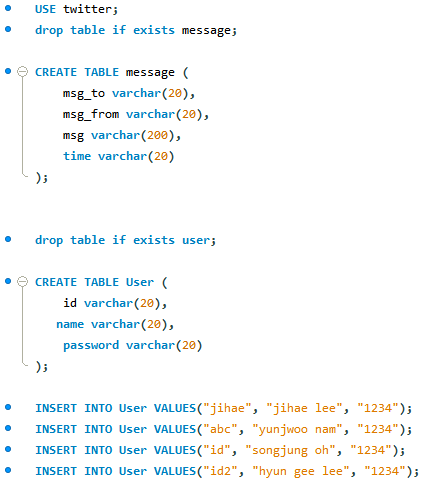 USE twitter;
drop table if exists message;
CREATE TABLE message (
msg_to varchar(20),
msg_from varchar(20),
msg varchar(200),
time varchar(20)
);
drop table if exists user;
CREATE TABLE User (
id varchar(20),
name varchar(20),
password varchar(20)
);
INSERT INTO User VALUES("jihae", "jihae lee", "1234");
INSERT INTO User VALUES("abc", "yunjwoo nam", "1234");
INSERT INTO User VALUES("id", "songjung oh", "1234");
INSERT INTO User VALUES("id2", "hyun gee lee", "1234");